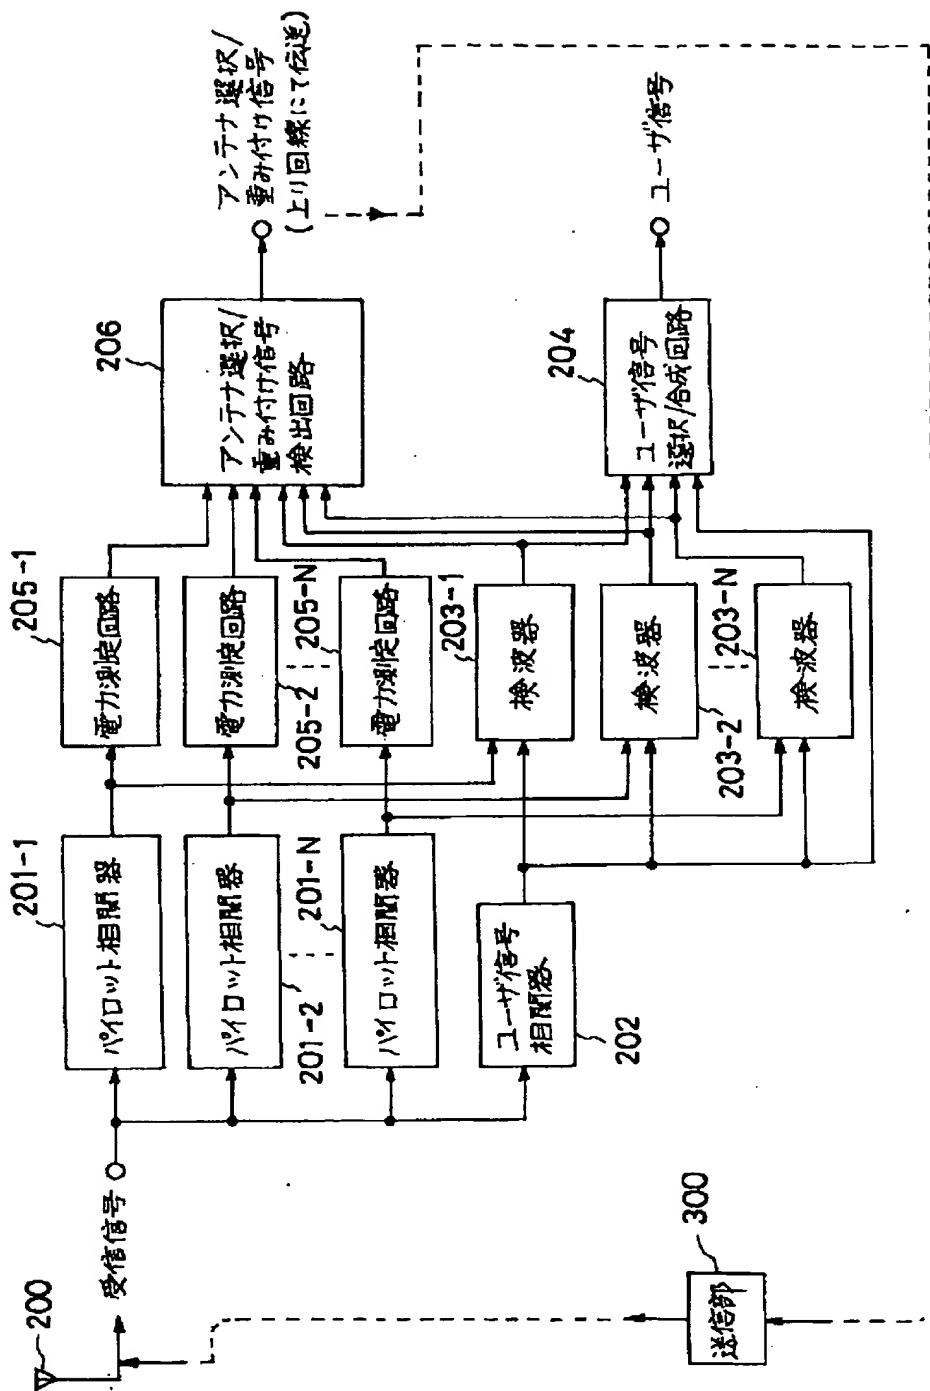 200
受信信号
201-1
パイロット相関器
パイロット相関器
201-2
201-N
パイロット相関器
ユーザ信号
相関器
202
205-1
電力測定回路
電力測定回路
205-2
205-N
電力測定回路
203-1
検波器
検波器
203-2
203-N
検波器
206
アンテナ選択/
重み付け信号
検出回路
204
ユーザ信号
選択/合成回路
アンテナ選択/
重み付け信号
(上り回線にて伝送)
ユーザ信号
300
送信部